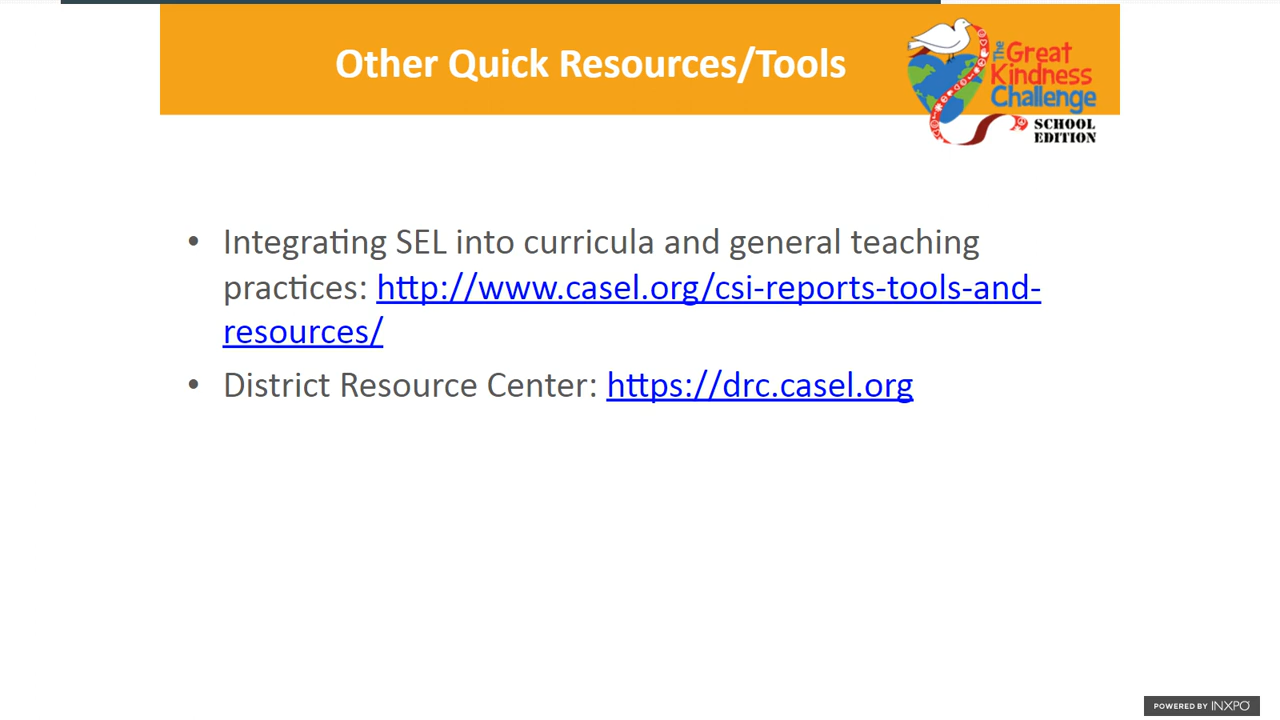 Other Quick Resources/Tools
The
Great
Kindness
Challenge
SCHOOL
EDITION
• Integrating SEL into curricula and general teaching
practices: http://www.casel.org/csi-reports-tools-and-
resources/
• District Resource Center: https://drc.casel.org
POWERED BY INXPO